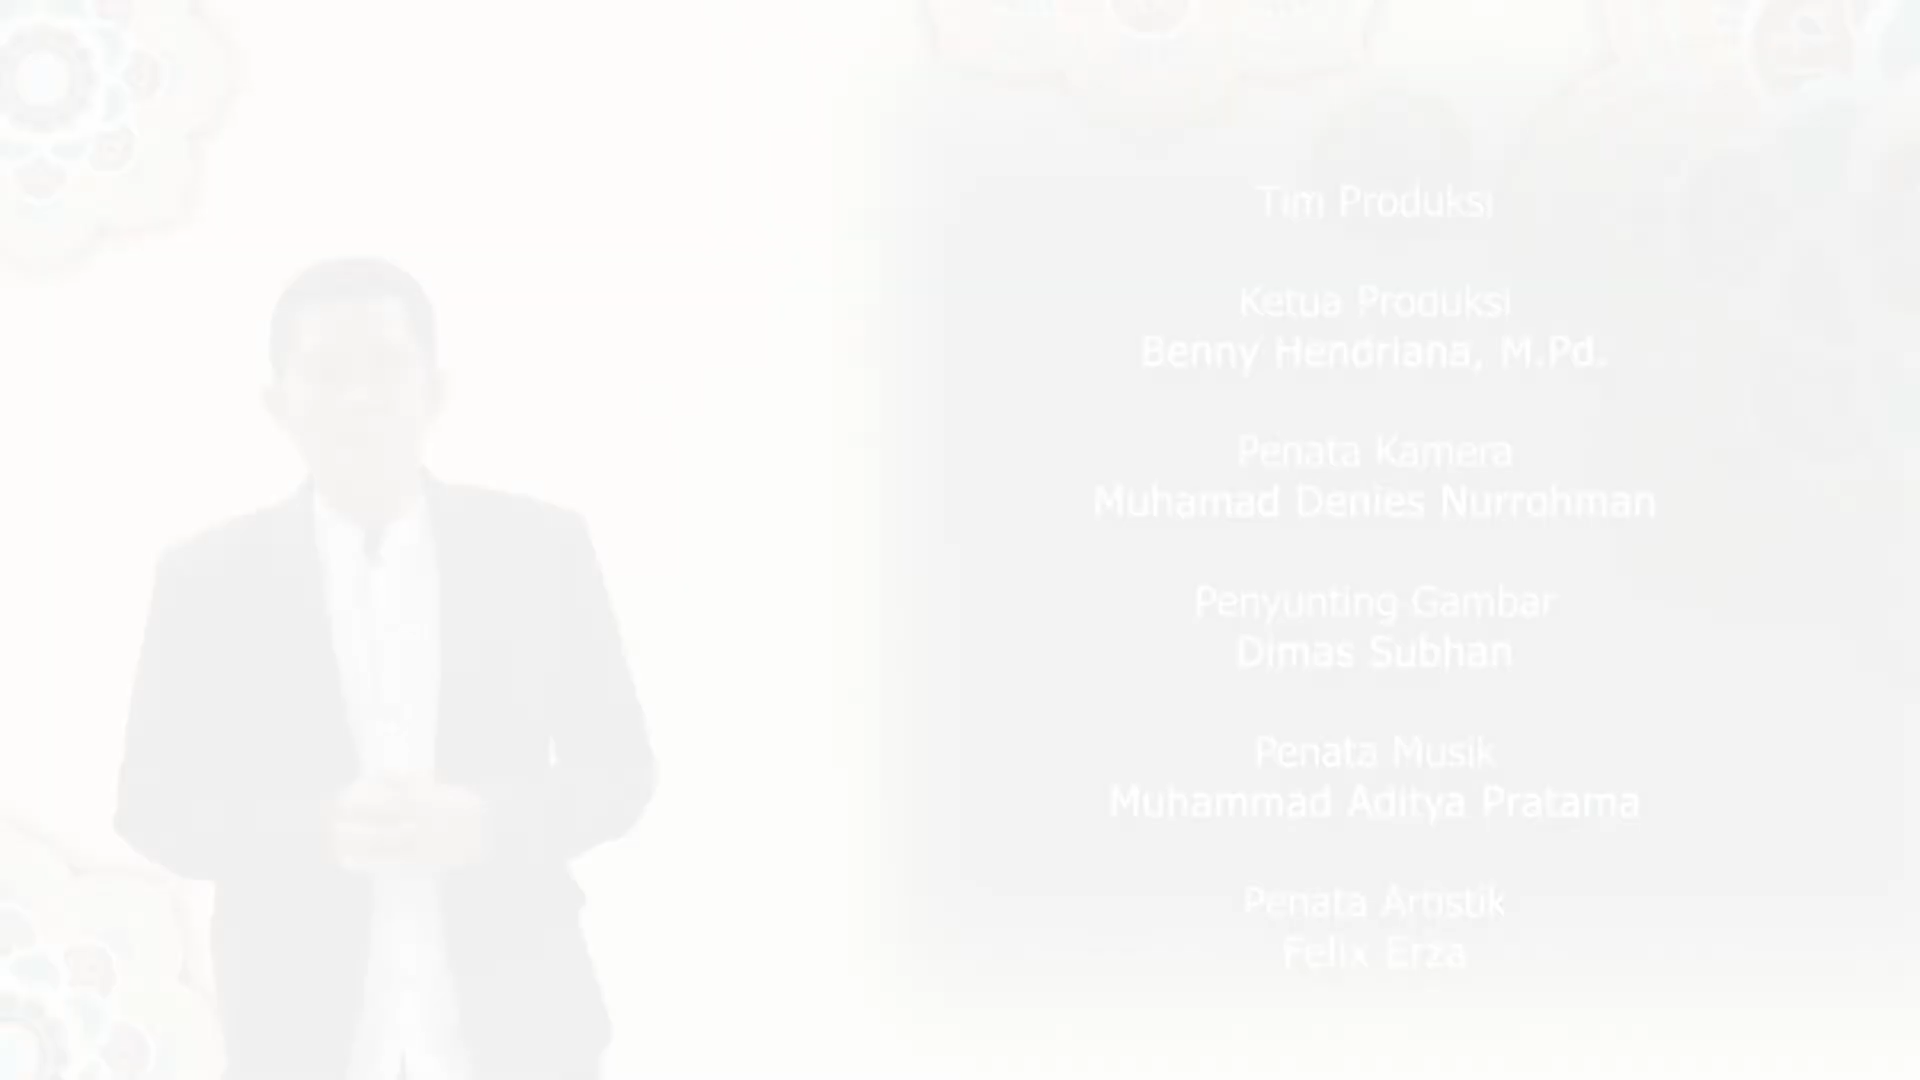 Tim Produksi
Ketua Produksi
Benny Hendriana, M.Pd.
Penata Kamera
Muhamad Denies Nurrohman
Penyunting Gambar
Dimas Subhan
Penata Musik
Muhammad Aditya Pratama
Penata Artistik
Felix Erza